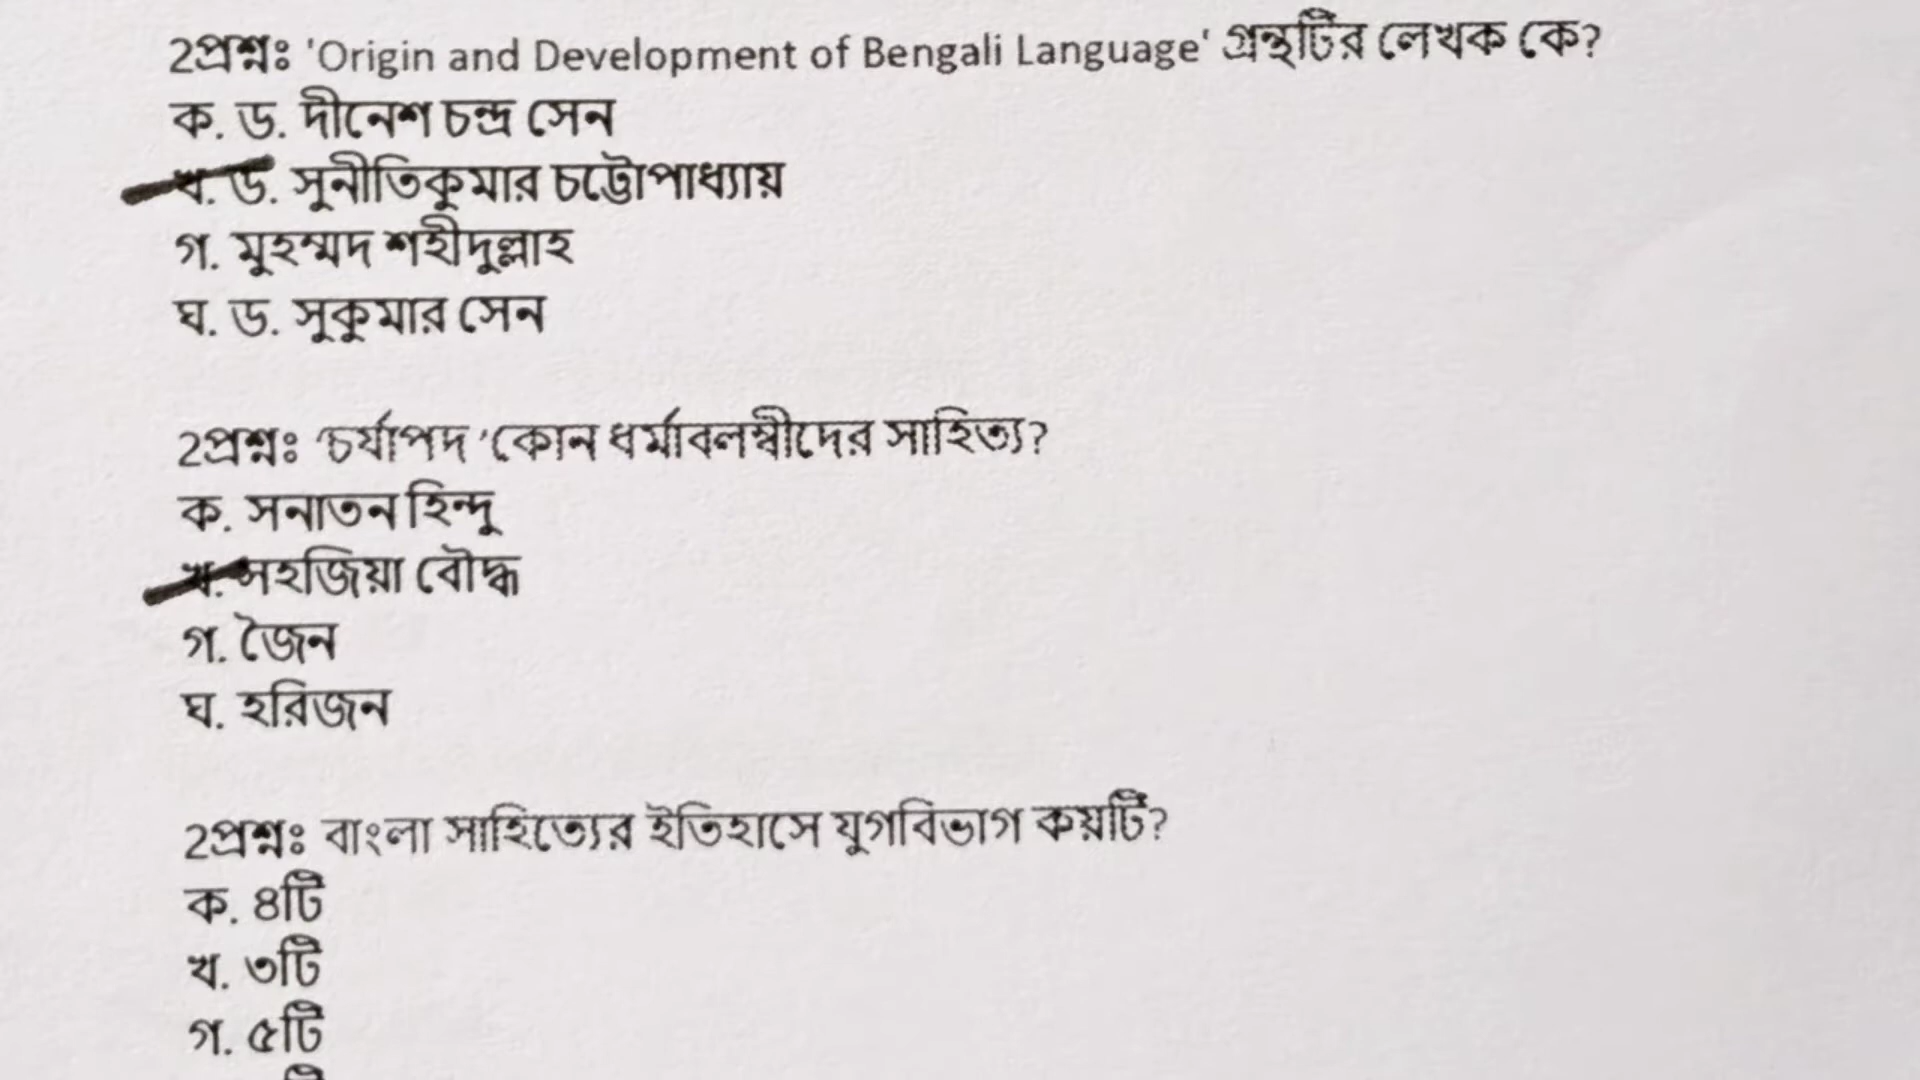 2প্রশ্নঃ 'Origin and Development of Bengali Language' গ্রন্থটির লেখক কে?
ক. ড. দীনেশ চন্দ্র সেন
খ. ড. সুনীতিকুমার চট্টোপাধ্যায়
গ. মুহম্মদ শহীদুল্লাহ
ঘ. ড. সুকুমার সেন
2প্রশ্নঃ ‘চর্যাপদ ’কোন ধর্মাবলম্বীদের সাহিত্য?
ক. সনাতন হিন্দু
খ. সহজিয়া বৌদ্ধ
গ. জৈন
ঘ. হরিজন
2প্রশ্নঃ বাংলা সাহিত্যের ইতিহাসে যুগবিভাগ কয়টি?
ক. ৪টি
খ. ৩টি
গ. ৫টি